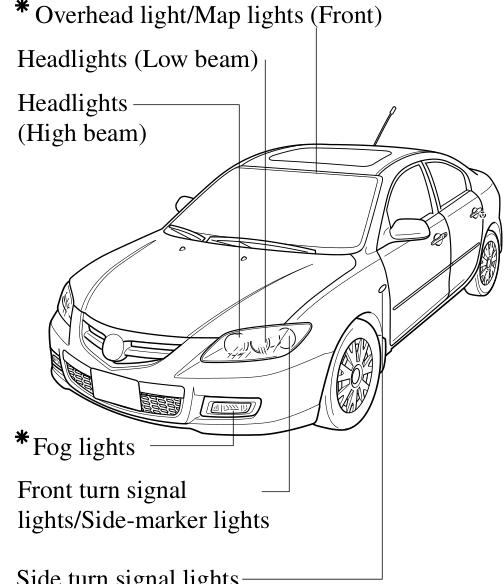 * Overhead light/Map lights (Front)
Headlights (Low beam)
Headlights
(High beam)
* Fog lights
Front turn signal
lights/Side-marker lights
Side turn signal lights